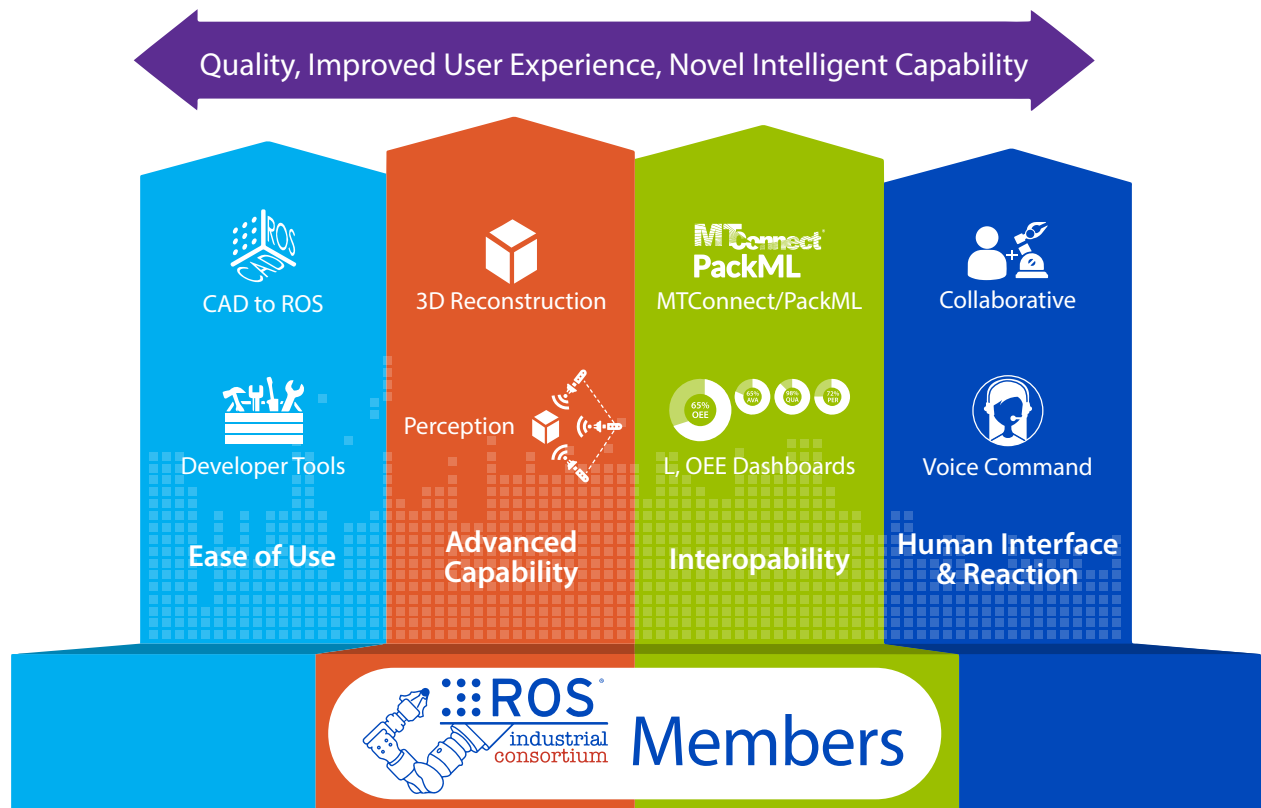 Quality, Improved User Experience, Novel Intelligent Capability
ROS
CAD
CAD to ROS
Developer Tools
Ease of Use
3D Reconstruction
Perception
Advanced
Capability
MTConnect®
PackML
MTConnect/PackML
65%
OEE
65%
AVA
98%
QUA
72%
PER
L, OEE Dashboards
Interopability
Collaborative
Voice Command
Human Interface
& Reaction
ROS®
industrial
consortium
Members